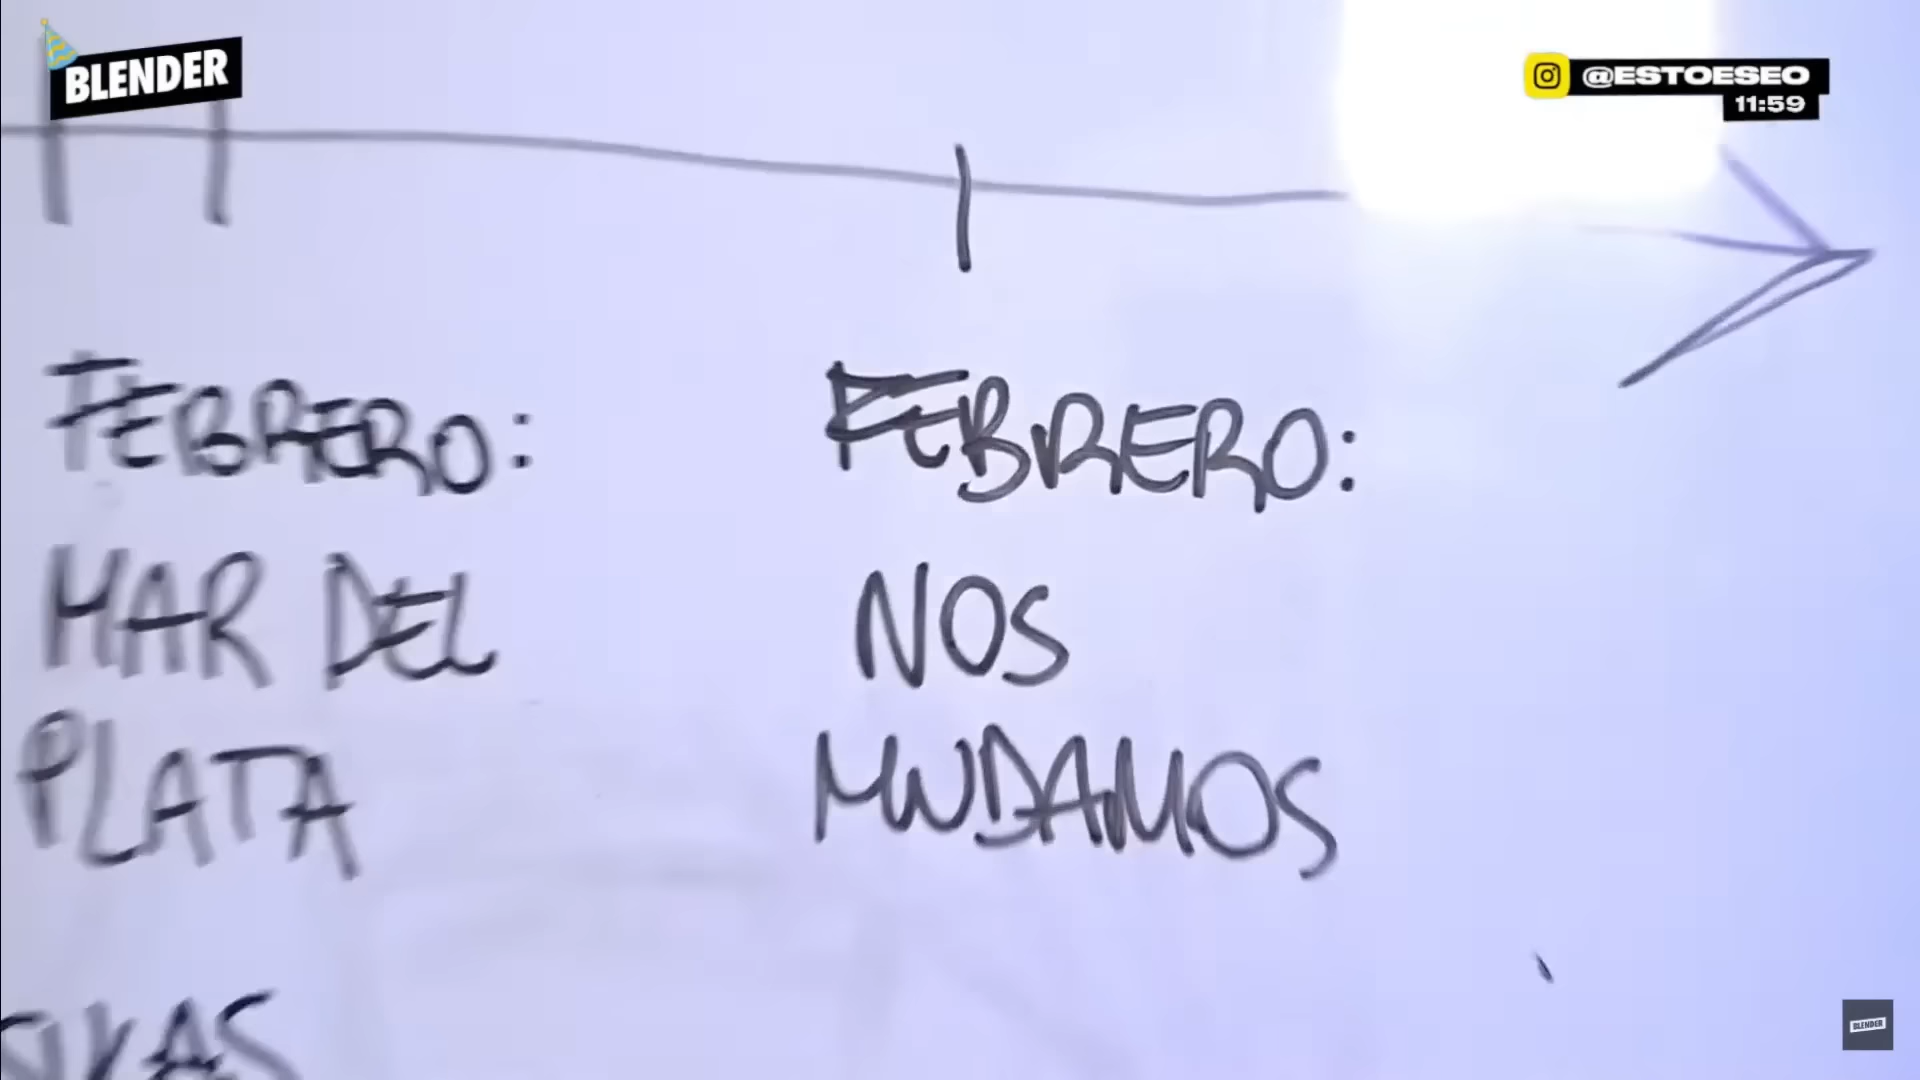 BLENDER
@ESTOESEO
11:59
FEBRERO:
MAR DEL
PLATA
FEBRERO:
NOS
MUDAMOS
BLENDER